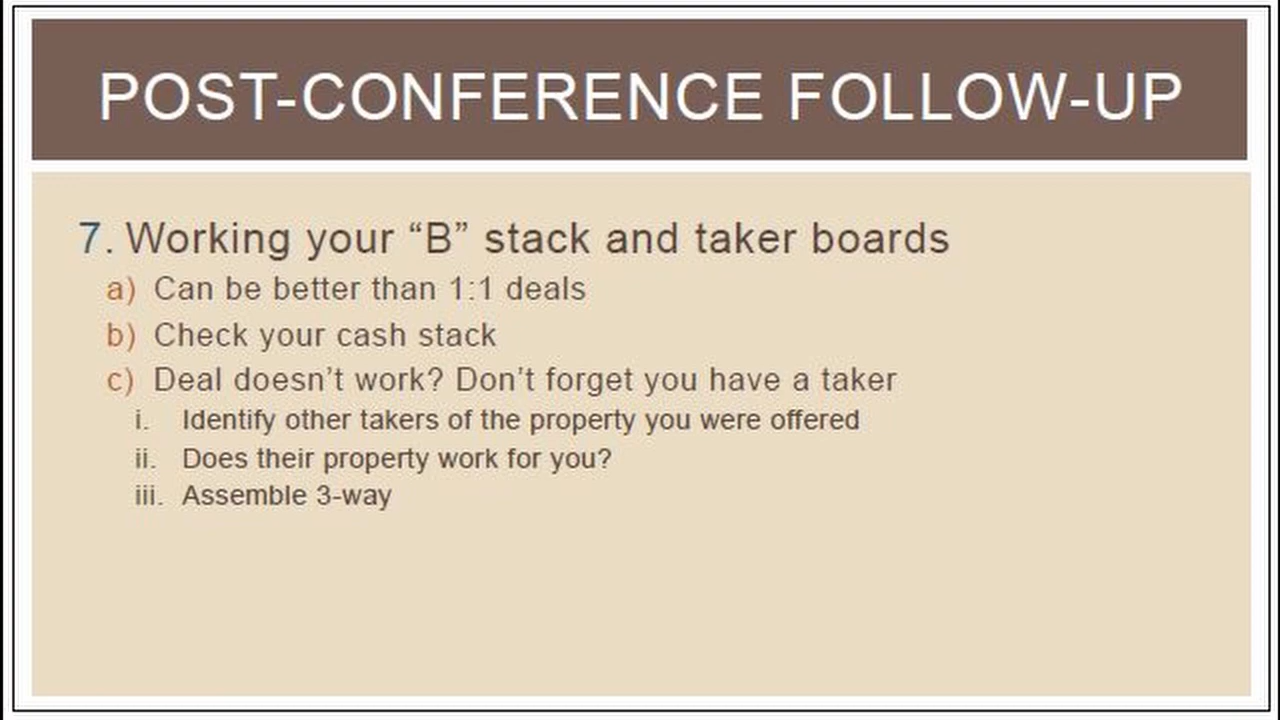 POST-CONFERENCE FOLLOW-UP
7. Working your “B” stack and taker boards
a) Can be better than 1:1 deals
b) Check your cash stack
c) Deal doesn’t work? Don’t forget you have a taker
i. Identify other takers of the property you were offered
ii. Does their property work for you?
iii. Assemble 3-way